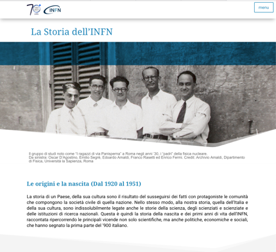 INFN
menu
La Storia dell'INFN
Il gruppo di studi noto come "I ragazzi di via Panisperna" a Roma negli anni '30, i "padri" della fisica nucleare.
Da sinistra: Oscar D'Agostino, Emilio Segrè, Edoardo Amaldi, Franco Rasetti ed Enrico Fermi. Credit: Archivio Amaldi, Dipartimento
di Fisica, Università la Sapienza, Roma
Le origini e la nascita (Dal 1920 al 1951)
La storia di un Paese, della sua cultura sono il risultato del susseguirsi dei fatti con protagoniste le comunità
che compongono la società civile di quella nazione. Nello stesso modo, alla nostra storia, quella dell'Italia e
della sua cultura, sono indissolubilmente legate anche la storia della scienza, degli scienziati e scienziate e
delle istituzioni di ricerca nazionali. Questa è quindi la storia della nascita e dei primi anni di vita dell'INFN,
raccontata ripercorrendo le principali vicende non solo scientifiche, ma anche politiche, economiche e sociali,
che hanno segnato la prima parte del '900 italiano.